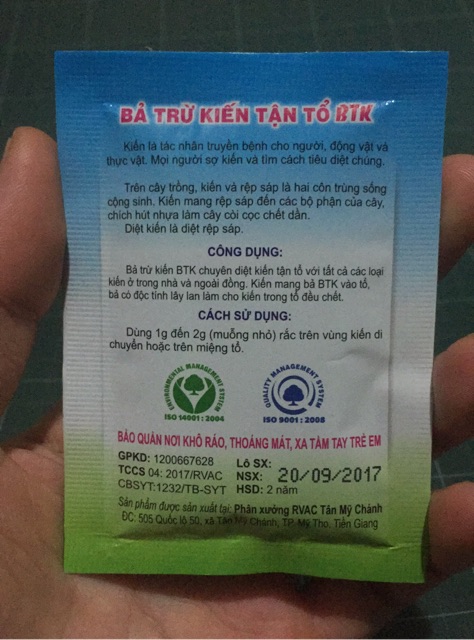 BẢ TRỪ KIẾN TẬN TỔ BTK
Kiến là tác nhân truyền bệnh cho người, động vật và
thực vật. Mọi người sợ kiến và tìm cách tiêu diệt chúng.
Trên cây trồng, kiến và rệp sáp là hai côn trùng sống
cộng sinh. Kiến mang rệp sáp đến các bộ phận của cây,
chích hút nhựa làm cây còi cọc chết dần.
Diệt kiến là diệt rệp sáp.
CÔNG DỤNG:
Bả trừ kiến BTK chuyên diệt kiến tận tổ với tất cả các loại
kiến ở trong nhà và ngoài đồng. Kiến mang bả BTK vào tổ,
bả có độc tính lây lan làm cho kiến trong tổ đều chết.
CÁCH SỬ DỤNG:
Dùng 1g đến 2g (muỗng nhỏ) rắc trên vùng kiến di
chuyển hoặc trên miệng tổ.
ENVIRONMENTAL MANAGEMENT SYSTEM
ISO 14001 : 2004
QUALITY MANAGEMENT SYSTEM
ISO 9001 : 2008
BẢO QUẢN NƠI KHÔ RÁO, THOÁNG MÁT, XA TẦM TAY TRẺ EM
GPKD: 1200667628 Lô SX:
TCCS 04: 2017/RVAC NSX: 20/09/2017
CBSYT:1232/TB-SYT HSD: 2 năm
Sản phẩm được sản xuất tại: Phân xưởng RVAC Tân Mỹ Chánh
ĐC: 505 Quốc lộ 50, xã Tân Mỹ Chánh, TP. Mỹ Tho, Tiền Giang